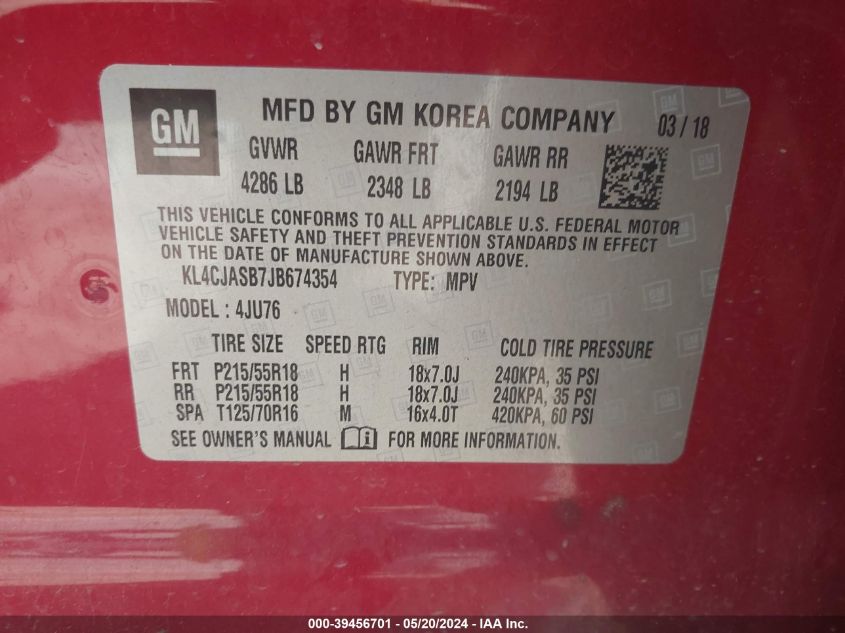 GM
MFD BY GM KOREA COMPANY 03 / 18
GVWR GAWR FRT GAWR RR
4286 LB 2348 LB 2194 LB
THIS VEHICLE CONFORMS TO ALL APPLICABLE U.S. FEDERAL MOTOR
VEHICLE SAFETY AND THEFT PREVENTION STANDARDS IN EFFECT
ON THE DATE OF MANUFACTURE SHOWN ABOVE.
KL4CJASB7JB674354 TYPE: MPV
MODEL : 4JU76
TIRE SIZE SPEED RTG RIM COLD TIRE PRESSURE
FRT P215/55R18 H 18x7.0J 240KPA, 35 PSI
RR P215/55R18 H 18x7.0J 240KPA, 35 PSI
SPA T125/70R16 M 16x4.0T 420KPA, 60 PSI
SEE OWNER'S MANUAL i FOR MORE INFORMATION.
000-39456701 - 05/20/2024 - IAA Inc.